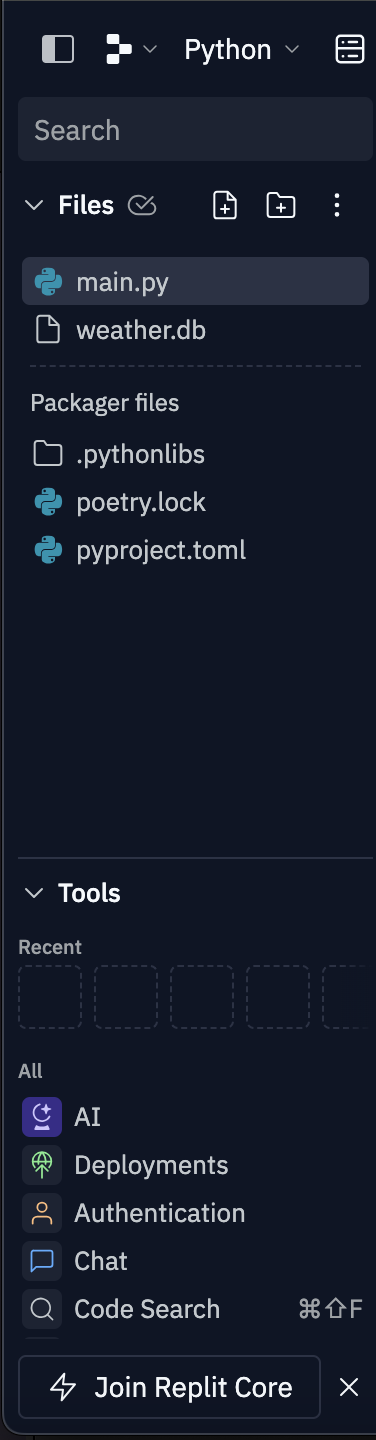 Python
Search
Files
main.py
weather.db
Packager files
.pythonlibs
poetry.lock
pyproject.toml
Tools
Recent
All
AI
Deployments
Authentication
Chat
Code Search ⌘⇧F
Join Replit Core